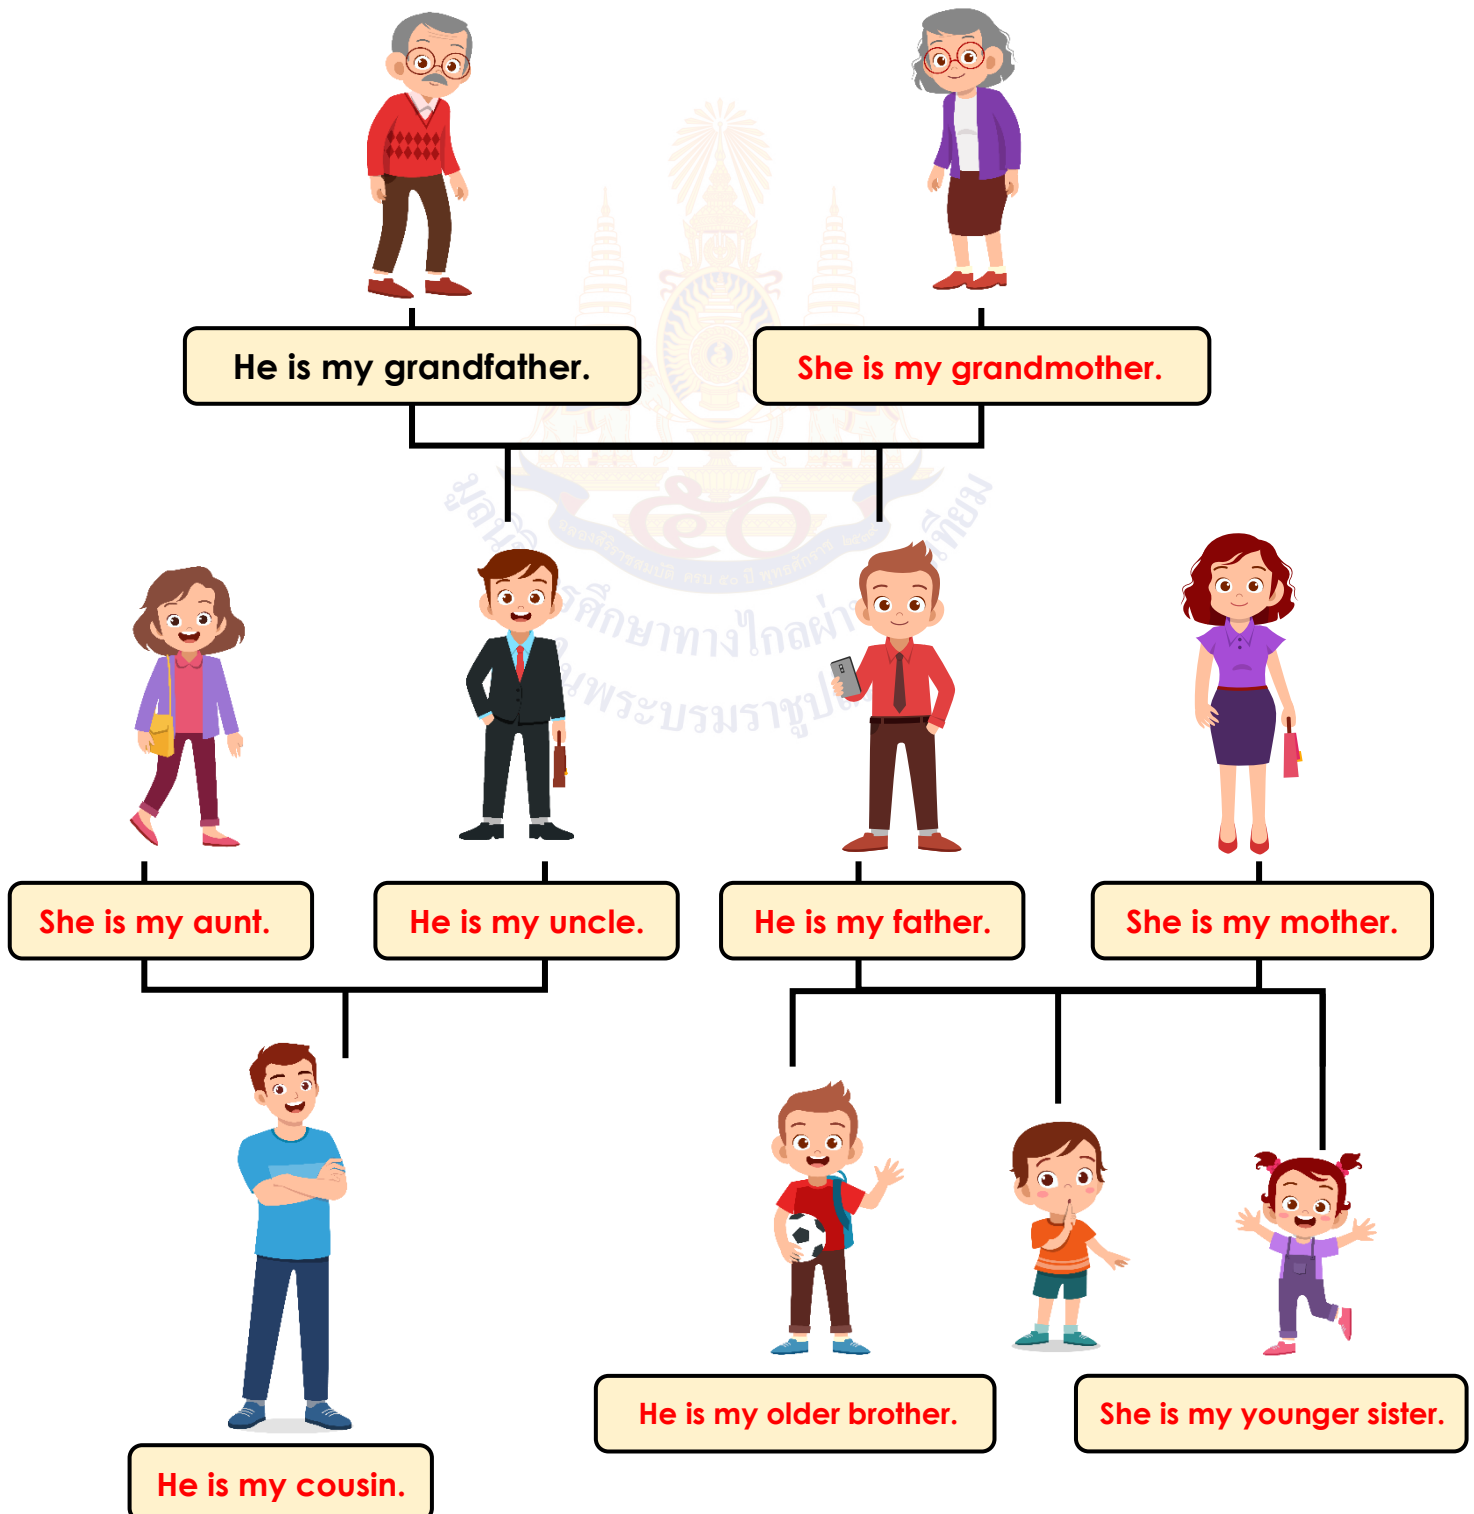 He is my grandfather.
She is my grandmother.
She is my aunt.
He is my uncle.
He is my father.
She is my mother.
He is my older brother.
She is my younger sister.
He is my cousin.